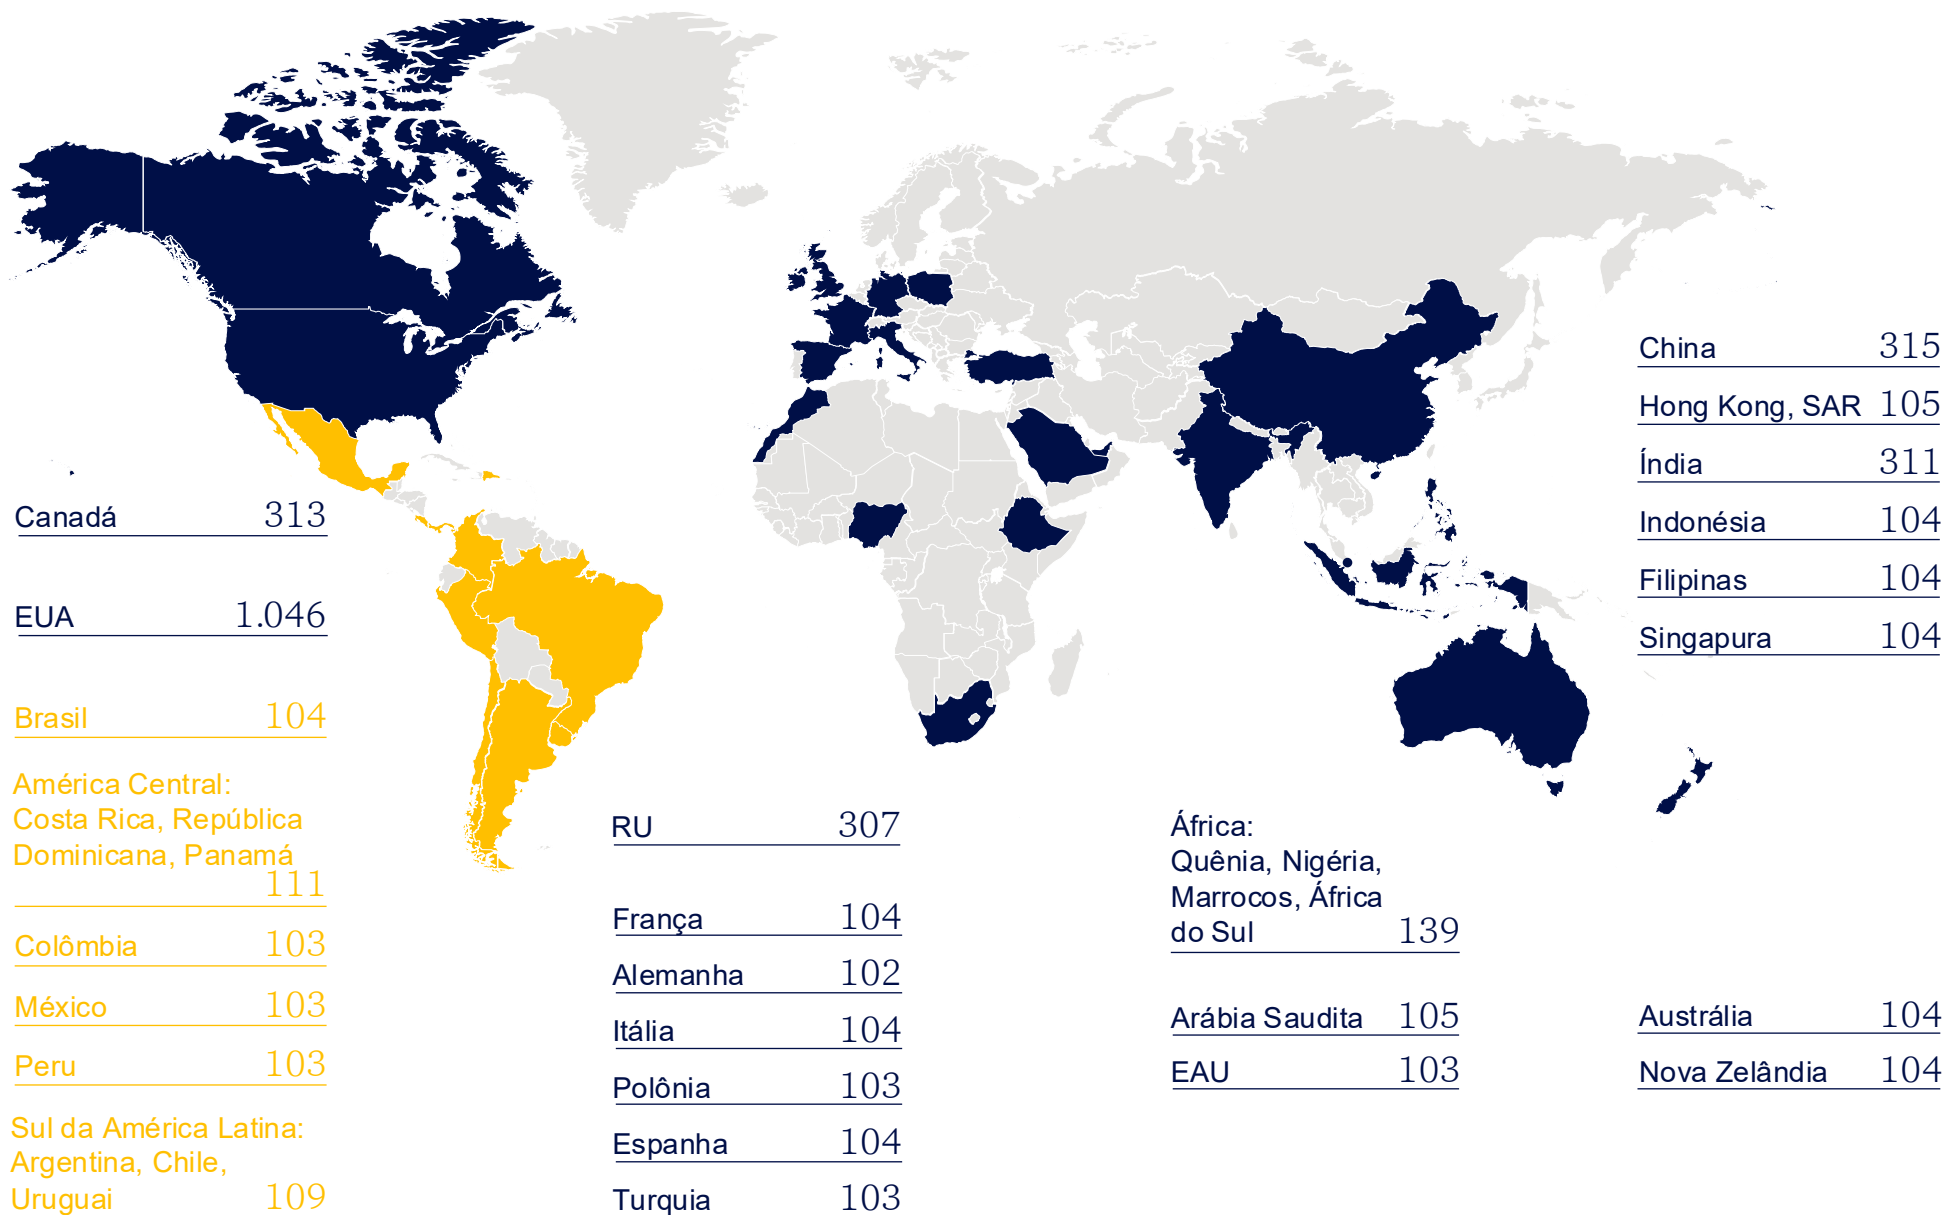 Canadá 313
EUA 1.046
Brasil 104
América Central:
Costa Rica, República
Dominicana, Panamá
111
Colômbia 103
México 103
Peru 103
Sul da América Latina:
Argentina, Chile,
Uruguai 109
RU 307
França 104
Alemanha 102
Itália 104
Polônia 103
Espanha 104
Turquia 103
África:
Quênia, Nigéria,
Marrocos, África
do Sul 139
Arábia Saudita 105
EAU 103
China 315
Hong Kong, SAR 105
Índia 311
Indonésia 104
Filipinas 104
Singapura 104
Austrália 104
Nova Zelândia 104